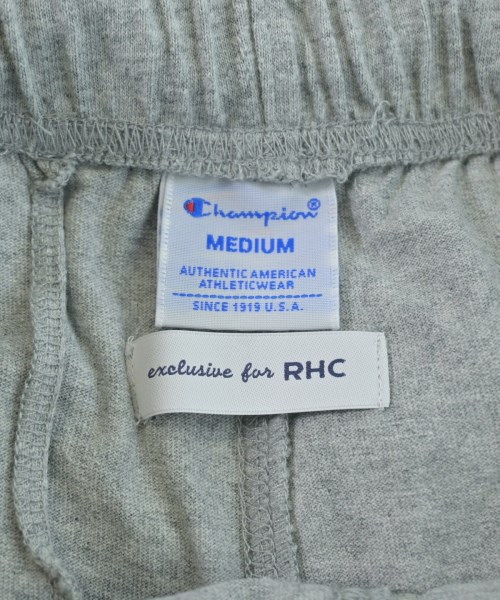 Champion®
MEDIUM
AUTHENTIC AMERICAN
ATHLETICWEAR
SINCE 1919 U.S.A.
exclusive for RHC